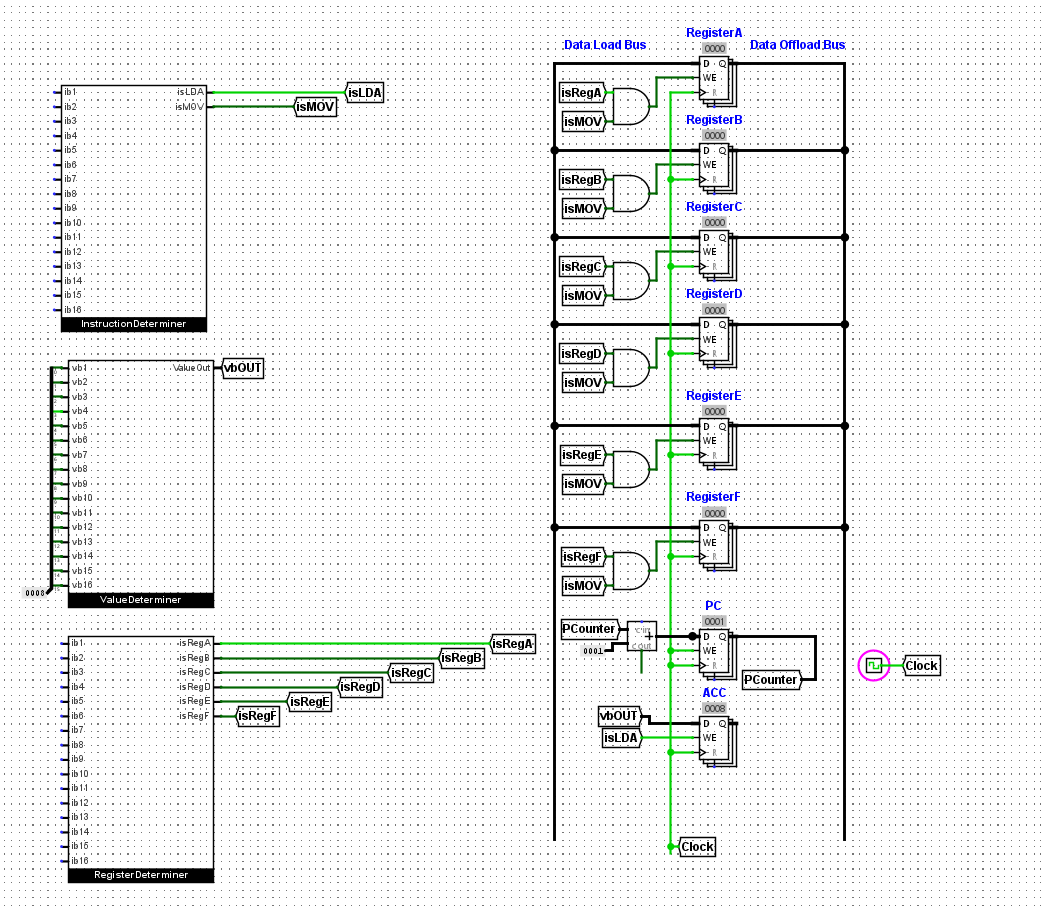 ib1 isLDA isLDA
ib2 isMOV isMOV
ib3
ib4
ib5
ib6
ib7
ib8
ib9
ib10
ib11
ib12
ib13
ib14
ib15
ib16
InstructionDeterminer
vb1 Value Out vbOUT
vb2
vb3
vb4
vb5
vb6
vb7
vb8
vb9
vb10
vb11
vb12
vb13
vb14
vb15
vb16
0008
ValueDeterminer
ib1 isRegA isRegA
ib2 isRegB isRegB
ib3 isRegC isRegC
ib4 isRegD isRegD
ib5 isRegE isRegE
ib6 isRegF isRegF
ib7
ib8
ib9
ib10
ib11
ib12
ib13
ib14
ib15
ib16
RegisterDeterminer
Data Load Bus
Data Offload Bus
RegisterA
0000
D Q
WE
R
isRegA
isMOV
RegisterB
0000
D Q
WE
R
isRegB
isMOV
RegisterC
0000
D Q
WE
R
isRegC
isMOV
RegisterD
0000
D Q
WE
R
isRegD
isMOV
RegisterE
0000
D Q
WE
R
isRegE
isMOV
RegisterF
0000
D Q
WE
R
isRegF
isMOV
PC
0001
D Q
WE
R
PCounter
C IN
+
C OUT
0001
PCounter
ACC
0008
D Q
WE
R
vbOUT
isLDA
Clock
Clock